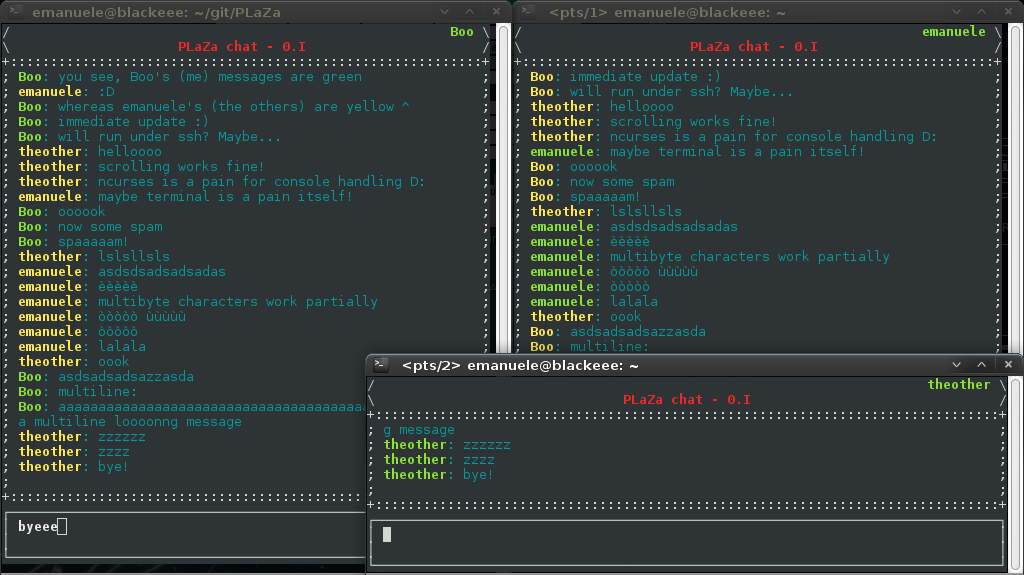 emanuele@blackeee: ~/git/PLaZa
Boo
PLaZa chat - 0.I
Boo: you see, Boo's (me) messages are green
emanuele: :D
Boo: whereas emanuele's (the others) are yellow ^
Boo: immediate update :)
Boo: will run under ssh? Maybe...
theother: helloooo
theother: scrolling works fine!
theother: ncurses is a pain for console handling D:
emanuele: maybe terminal is a pain itself!
Boo: oooook
Boo: now some spam
Boo: spaaaaam!
theother: lslsllsls
emanuele: asdsdsadsadsadas
emanuele: èèèèè
emanuele: multibyte characters work partially
emanuele: òòòòò ùùùùù
emanuele: òòòòò
emanuele: lalala
theother: oook
Boo: asdsadsadsazzasda
Boo: multiline:
Boo: aaaaaaaaaaaaaaaaaaaaaaaaaaaaaaaaaaaaaaa
a multiline loooonng message
theother: zzzzzz
theother: zzzz
theother: bye!
byeee
<pts/1> emanuele@blackeee: ~
emanuele
PLaZa chat - 0.I
Boo: immediate update :)
Boo: will run under ssh? Maybe...
theother: helloooo
theother: scrolling works fine!
theother: ncurses is a pain for console handling D:
emanuele: maybe terminal is a pain itself!
Boo: oooook
Boo: now some spam
Boo: spaaaaam!
theother: lslsllsls
emanuele: asdsdsadsadsadas
emanuele: èèèèè
emanuele: multibyte characters work partially
emanuele: òòòòò ùùùùù
emanuele: òòòòò
emanuele: lalala
theother: oook
Boo: asdsadsadsazzasda
Boo: multiline:
<pts/2> emanuele@blackeee: ~
theother
PLaZa chat - 0.I
g message
theother: zzzzzz
theother: zzzz
theother: bye!